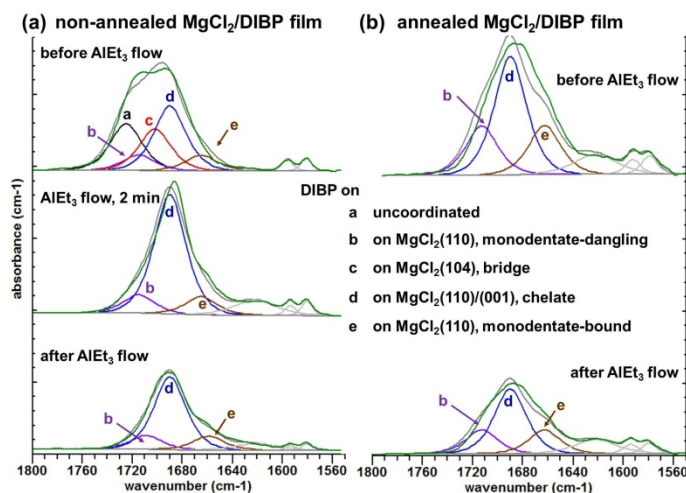 (a) non-annealed MgCl₂/DIBP film
before AlEt₃ flow
a
b
c
d
e
AlEt₃ flow, 2 min
d
b
e
after AlEt₃ flow
b
d
e
absorbance (cm-1)
1800 1720 1680 1640 1600 1560
wavenumber (cm-1)
(b) annealed MgCl₂/DIBP film
before AlEt₃ flow
d
b
e
DIBP on
a uncoordinated
b on MgCl₂(110), monodentate-dangling
c on MgCl₂(104), bridge
d on MgCl₂(110)/(001), chelate
e on MgCl₂(110), monodentate-bound
after AlEt₃ flow
b
d
e
1800 1760 1720 1680 1640 1600 1560
wavenumber (cm-1)